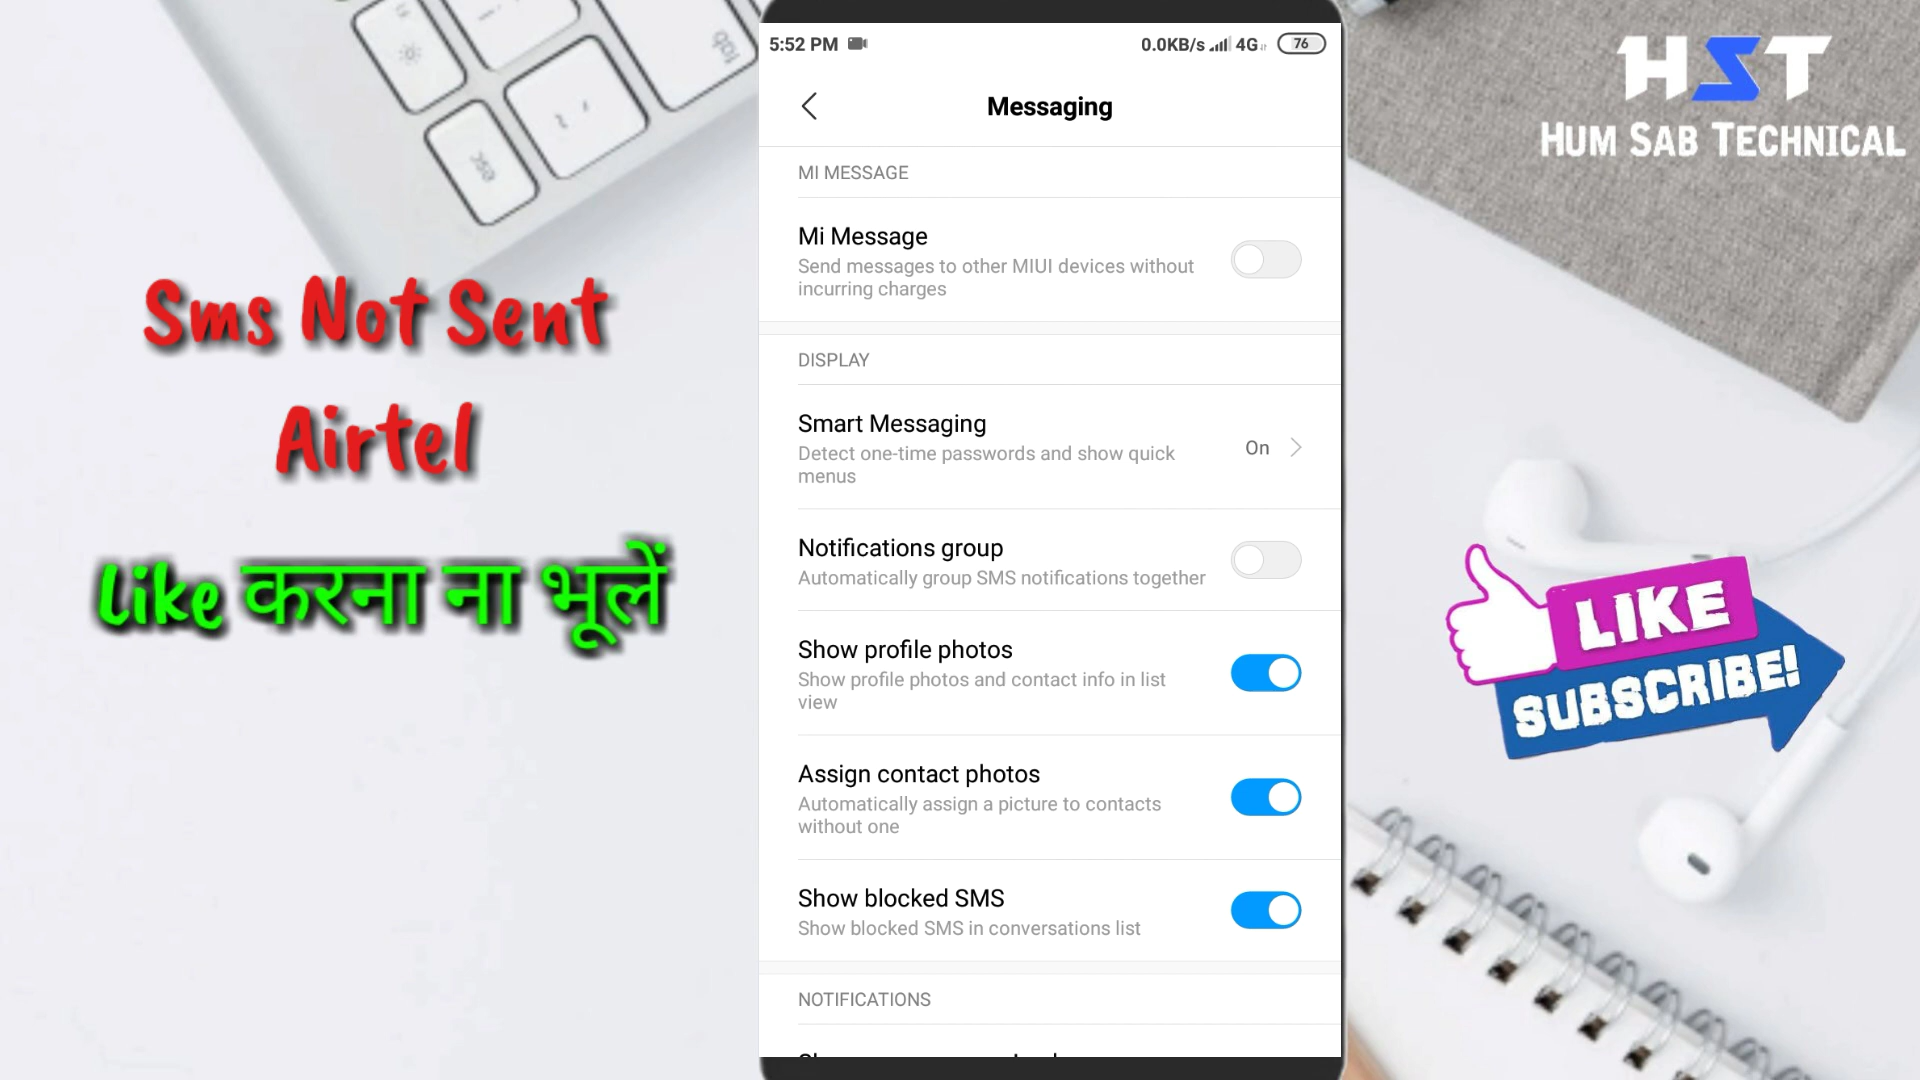 tab
esc
5:52 PM
0.0KB/s 4G 76
Messaging
MI MESSAGE
Mi Message
Send messages to other MIUI devices without
incurring charges
DISPLAY
Smart Messaging
Detect one-time passwords and show quick
menus
On
Notifications group
Automatically group SMS notifications together
Show profile photos
Show profile photos and contact info in list
view
Assign contact photos
Automatically assign a picture to contacts
without one
Show blocked SMS
Show blocked SMS in conversations list
NOTIFICATIONS
Sms Not Sent
Airtel
Like करना ना भूलें
HST
HUM SAB TECHNICAL
LIKE
SUBSCRIBE!